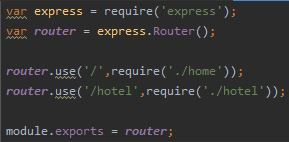 var express = require('express');
var router = express.Router();
router.use('/',require('./home'));
router.use('/hotel',require('./hotel'));
module.exports = router;